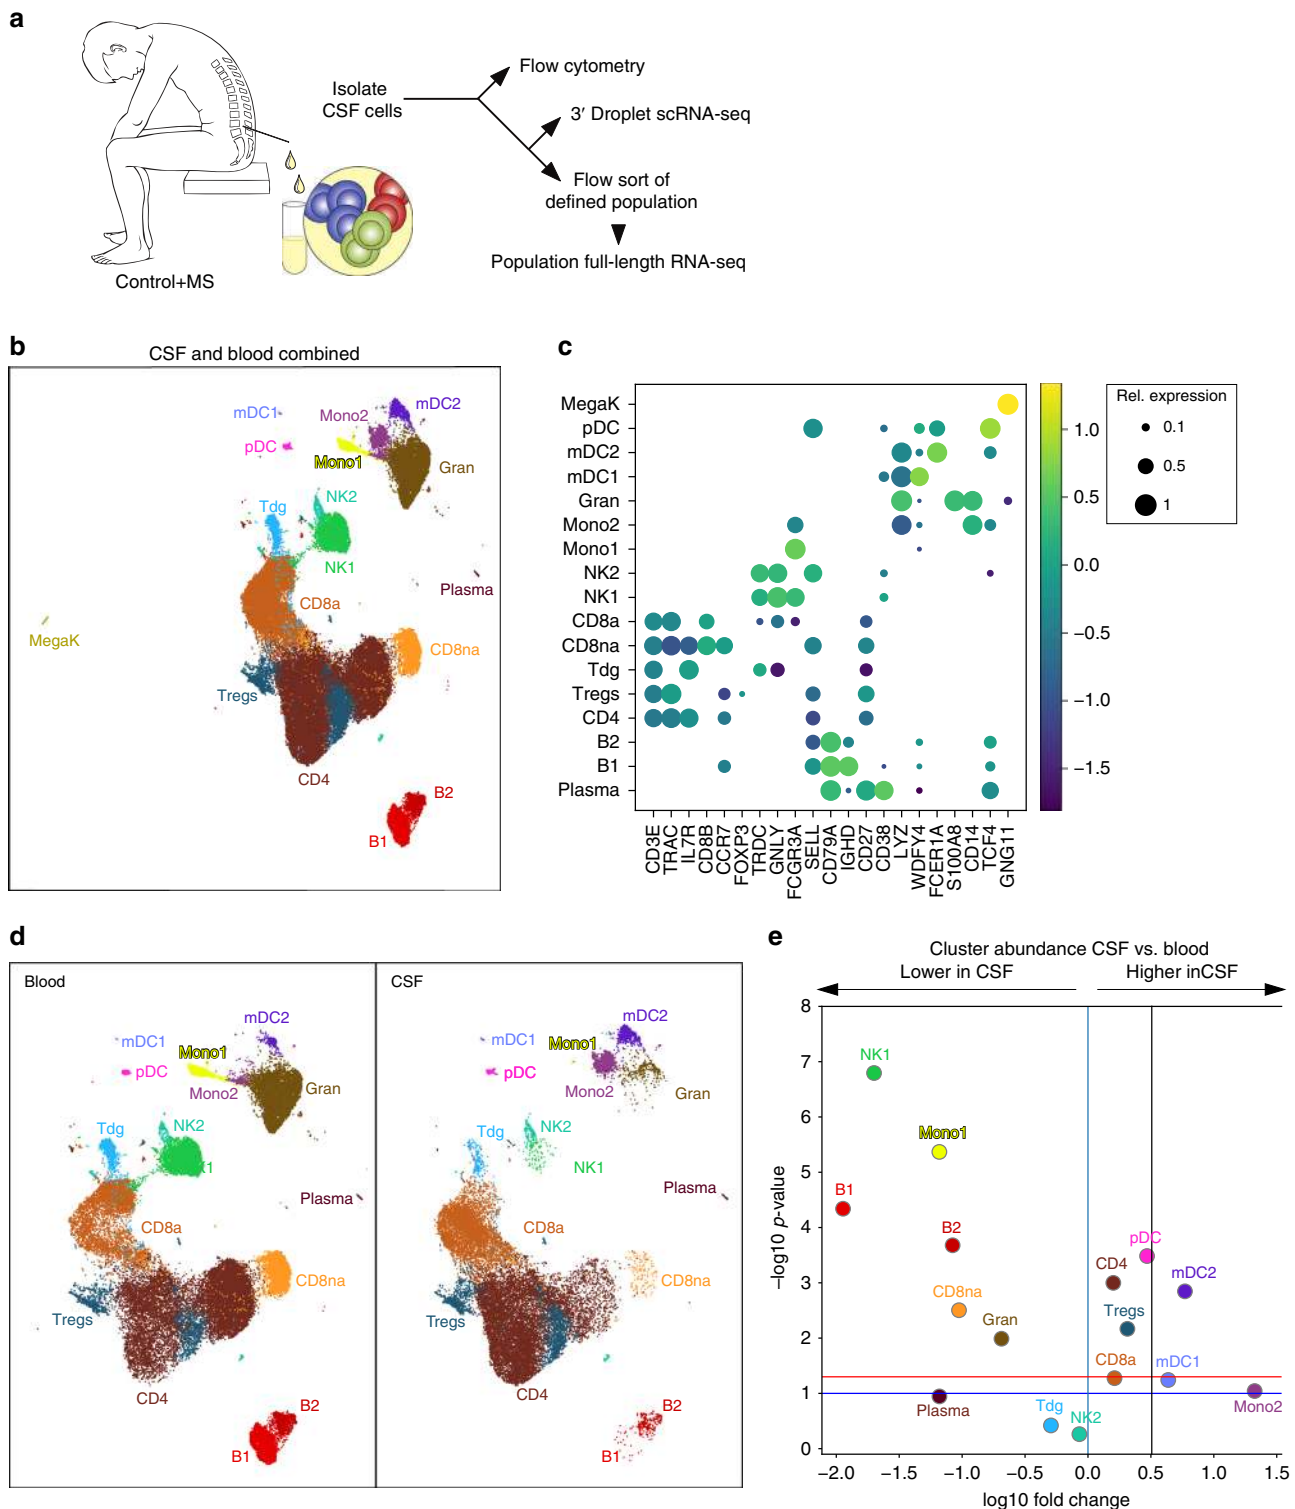 a
Isolate
CSF cells
Flow cytometry
3′ Droplet scRNA-seq
Flow sort of
defined population
Population full-length RNA-seq
Control+MS
b
CSF and blood combined
mDC1
Mono2
mDC2
pDC
Mono1
Gran
NK2
Tdg
NK1
Plasma
CD8a
MegaK
CD8na
Tregs
CD4
B2
B1
c
MegaK
pDC
mDC2
mDC1
Gran
Mono2
Mono1
NK2
NK1
CD8a
CD8na
Tdg
Tregs
CD4
B2
B1
Plasma
CD3E
TRAC
IL7R
CD8B
CCR7
FOXP3
TRDC
GNLY
FCGR3A
SELL
CD79A
IGHD
CD27
CD38
LYZ
WDFY4
FCER1A
S100A8
CD14
TCF4
GNG11
1.0
0.5
0.0
−0.5
−1.0
−1.5
Rel. expression
0.1
0.5
1
d
Blood
mDC2
mDC1
Mono1
pDC
Mono2
Gran
Tdg
NK2
1
Plasma
CD8a
CD8na
Tregs
CD4
B2
B1
CSF
mDC2
mDC1
Mono1
pDC
Mono2
Gran
Tdg
NK2
NK1
Plasma
CD8a
CD8na
Tregs
CD4
B2
B1
e
Cluster abundance CSF vs. blood
Lower in CSF
Higher inCSF
8
7
6
5
4
3
2
1
0
−log10 p-value
NK1
Mono1
B1
B2
pDC
CD4
mDC2
CD8na
Tregs
Gran
CD8a
mDC1
Plasma
Tdg
NK2
Mono2
−2.0
−1.5
−1.0
−0.5
0.0
0.5
1.0
1.5
log10 fold change